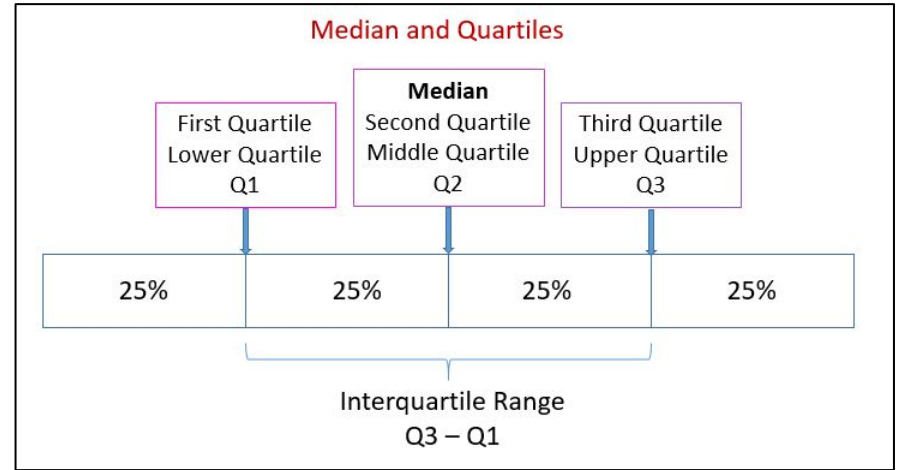 Median and Quartiles
First Quartile
Lower Quartile
Q1
Median
Second Quartile
Middle Quartile
Q2
Third Quartile
Upper Quartile
Q3
25%
25%
25%
25%
Interquartile Range
Q3 – Q1